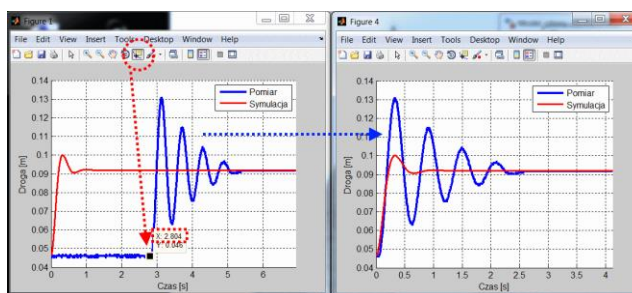 Figure 1
File Edit View Insert Tools Desktop Window Help
0.14
0.13
0.12
0.11
0.1
0.09
0.08
0.07
0.06
0.05
0.04
Droga [m]
Pomiar
Symulacja
X: 2.804
Y: 0.046
0 1 2 3 4 5 6
Czas [s]
Figure 4
File Edit View Insert Tools Desktop Window Help
0.14
0.13
0.12
0.11
0.1
0.09
0.08
0.07
0.06
0.05
0.04
Droga [m]
Pomiar
Symulacja
0 0.5 1 1.5 2 2.5 3 3.5 4
Czas [s]